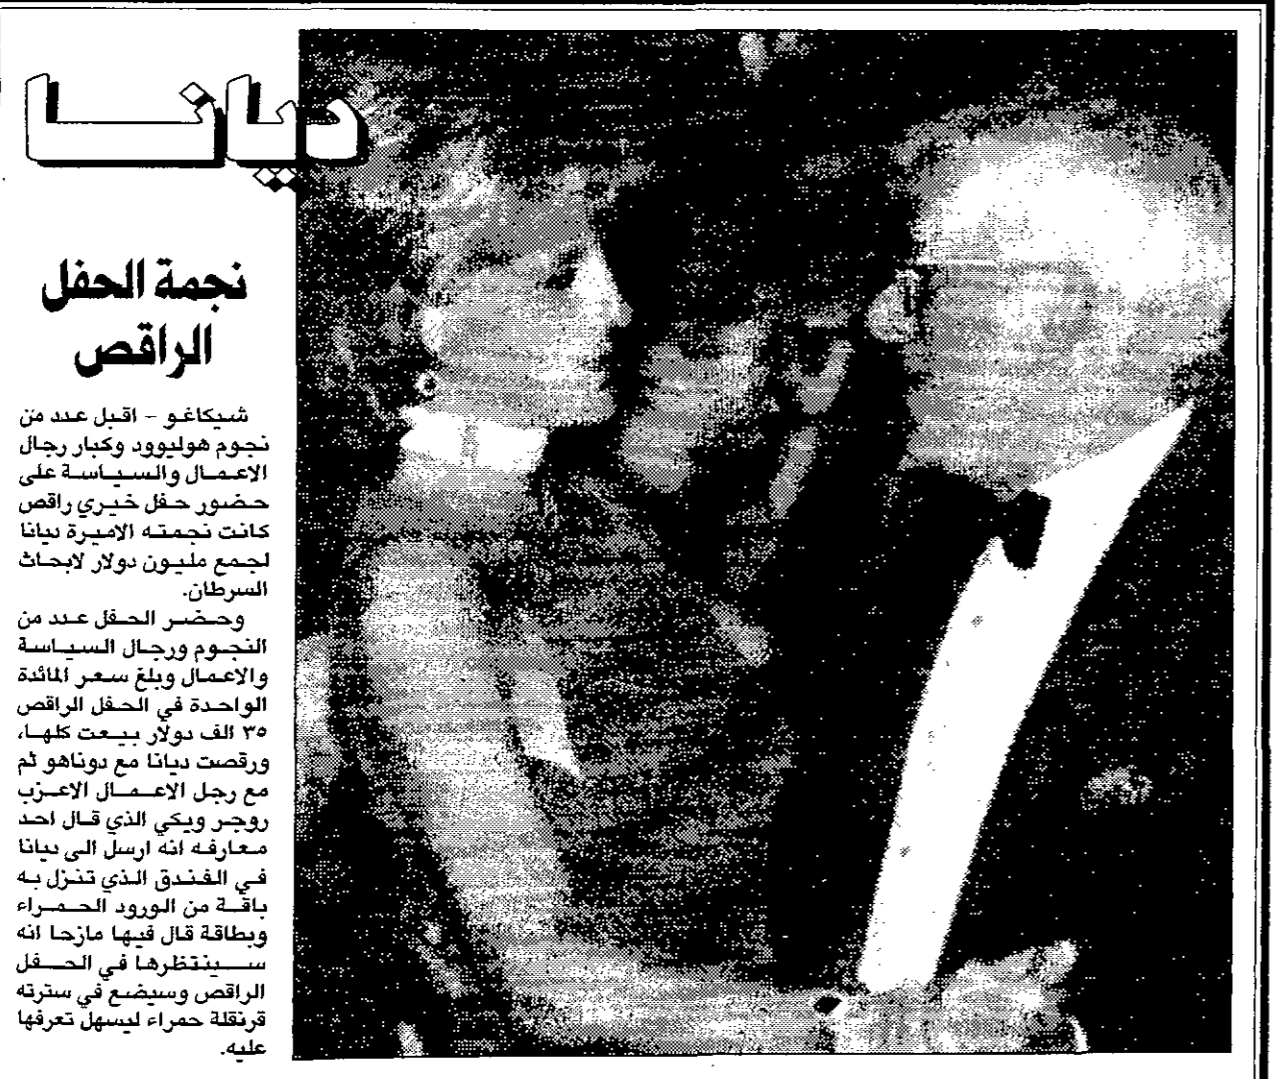 ديانا
نجمة الحفل
الراقص
شيكاغو - اقبل عدد من
نجوم هوليوود وكبار رجال
الاعمال والسياسة على
حضور حفل خيري راقص
كانت نجمته الاميرة ديانا
لجمع مليون دولار لابحاث
السرطان.
وحضر الحفل عدد من
النجوم ورجال السياسة
والاعمال وبلغ سعر المائدة
الواحدة في الحفل الراقص
٣٥ الف دولار بيعت كلها،
ورقصت ديانا مع دوناهو ثم
مع رجل الاعمال الاعزب
روجر ويكي الذي قال احد
معارفه انه ارسل الى ديانا
في الفندق الذي تنزل به
باقة من الورود الحمراء
وبطاقة قال فيها مازحا انه
سينتظرها في الحفل
الراقص وسيضع في سترته
قرنقلة حمراء ليسهل تعرفها
عليه.